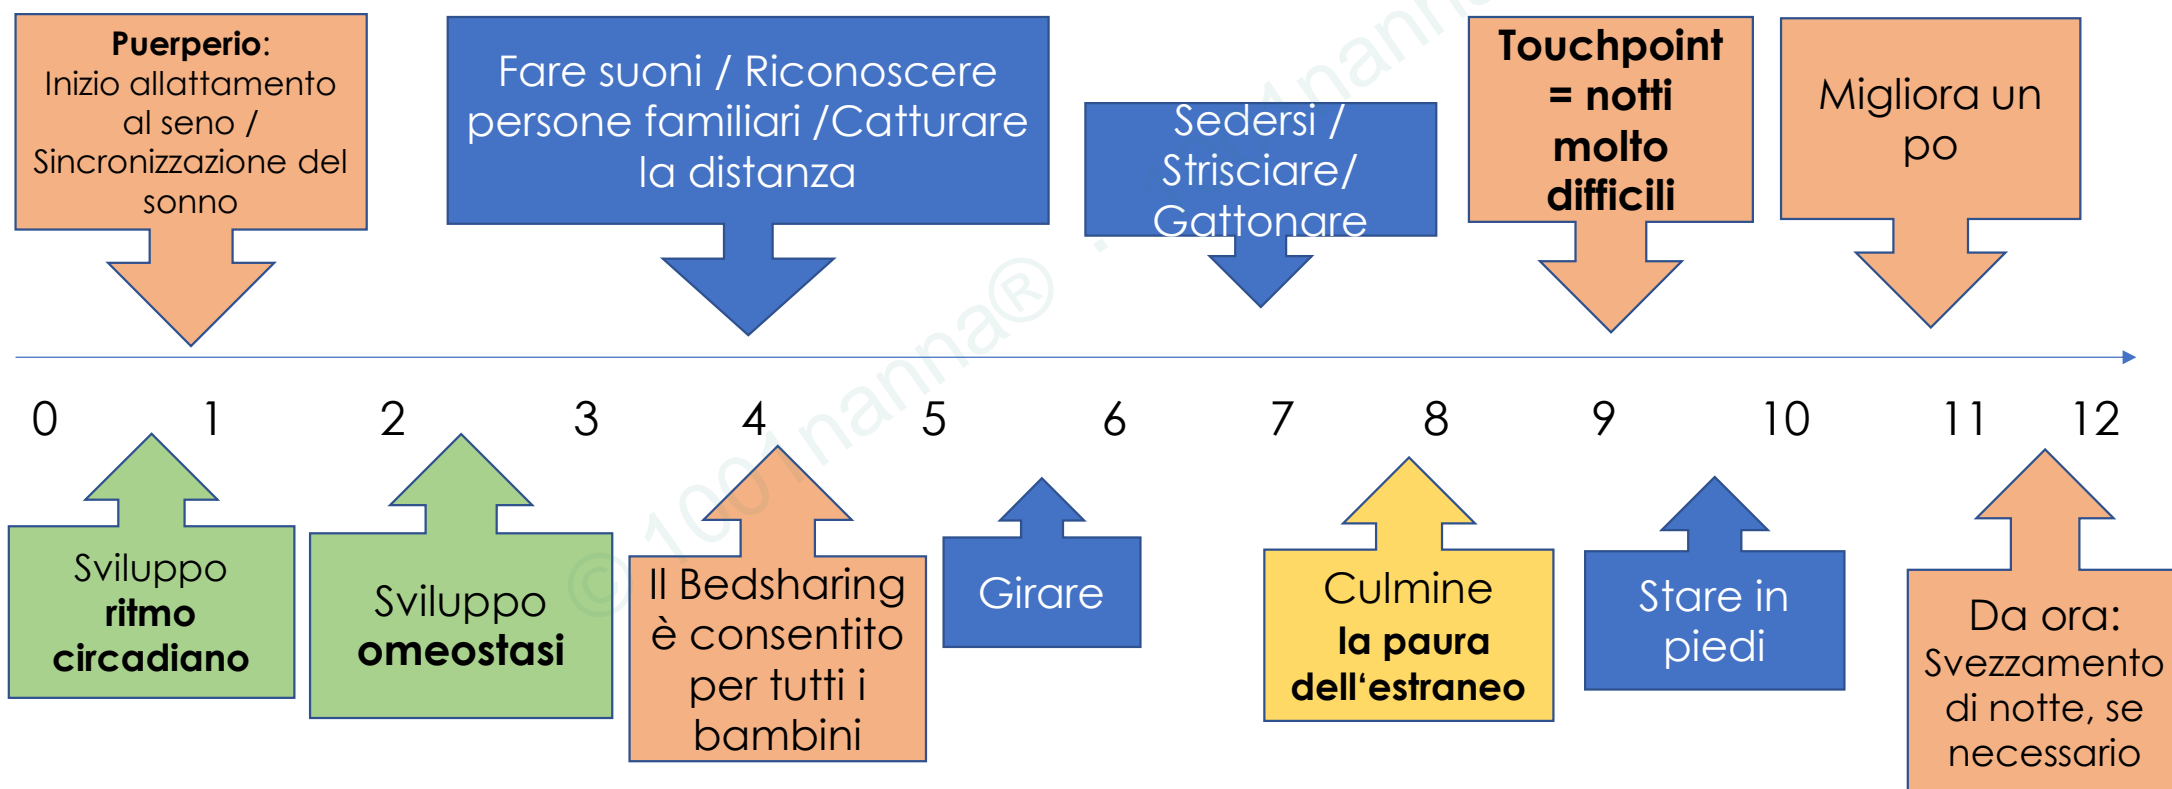 Puerperio:
Inizio allattamento
al seno /
Sincronizzazione del
sonno
Fare suoni / Riconoscere
persone familiari /Catturare
la distanza
Sedersi /
Strisciare/
Gattonare
Touchpoint
= notti
molto
difficili
Migliora un
po
0 1 2 3 4 5 6 7 8 9 10 11 12
Sviluppo
ritmo
circadiano
Sviluppo
omeostasi
Il Bedsharing
è consentito
per tutti i
bambini
Girare
Culmine
la paura
dell‘estraneo
Stare in
piedi
Da ora:
Svezzamento
di notte, se
necessario
© 1001nanna®